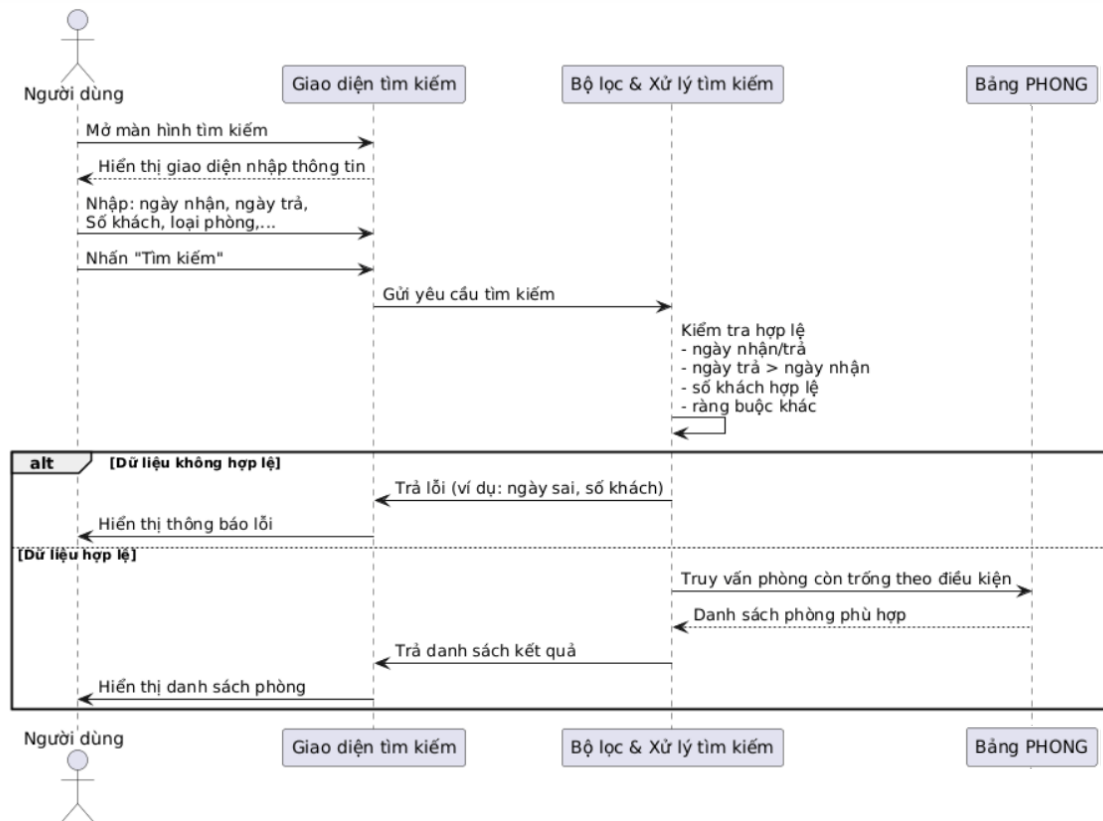 Người dùng
Giao diện tìm kiếm
Bộ lọc & Xử lý tìm kiếm
Bảng PHONG
Mở màn hình tìm kiếm
Hiển thị giao diện nhập thông tin
Nhập: ngày nhận, ngày trả,
Số khách, loại phòng,...
Nhấn "Tìm kiếm"
Gửi yêu cầu tìm kiếm
Kiểm tra hợp lệ
- ngày nhận/trả
- ngày trả > ngày nhận
- số khách hợp lệ
- ràng buộc khác
alt
[Dữ liệu không hợp lệ]
Trả lỗi (ví dụ: ngày sai, số khách)
Hiển thị thông báo lỗi
[Dữ liệu hợp lệ]
Truy vấn phòng còn trống theo điều kiện
Danh sách phòng phù hợp
Trả danh sách kết quả
Hiển thị danh sách phòng
Người dùng
Giao diện tìm kiếm
Bộ lọc & Xử lý tìm kiếm
Bảng PHONG